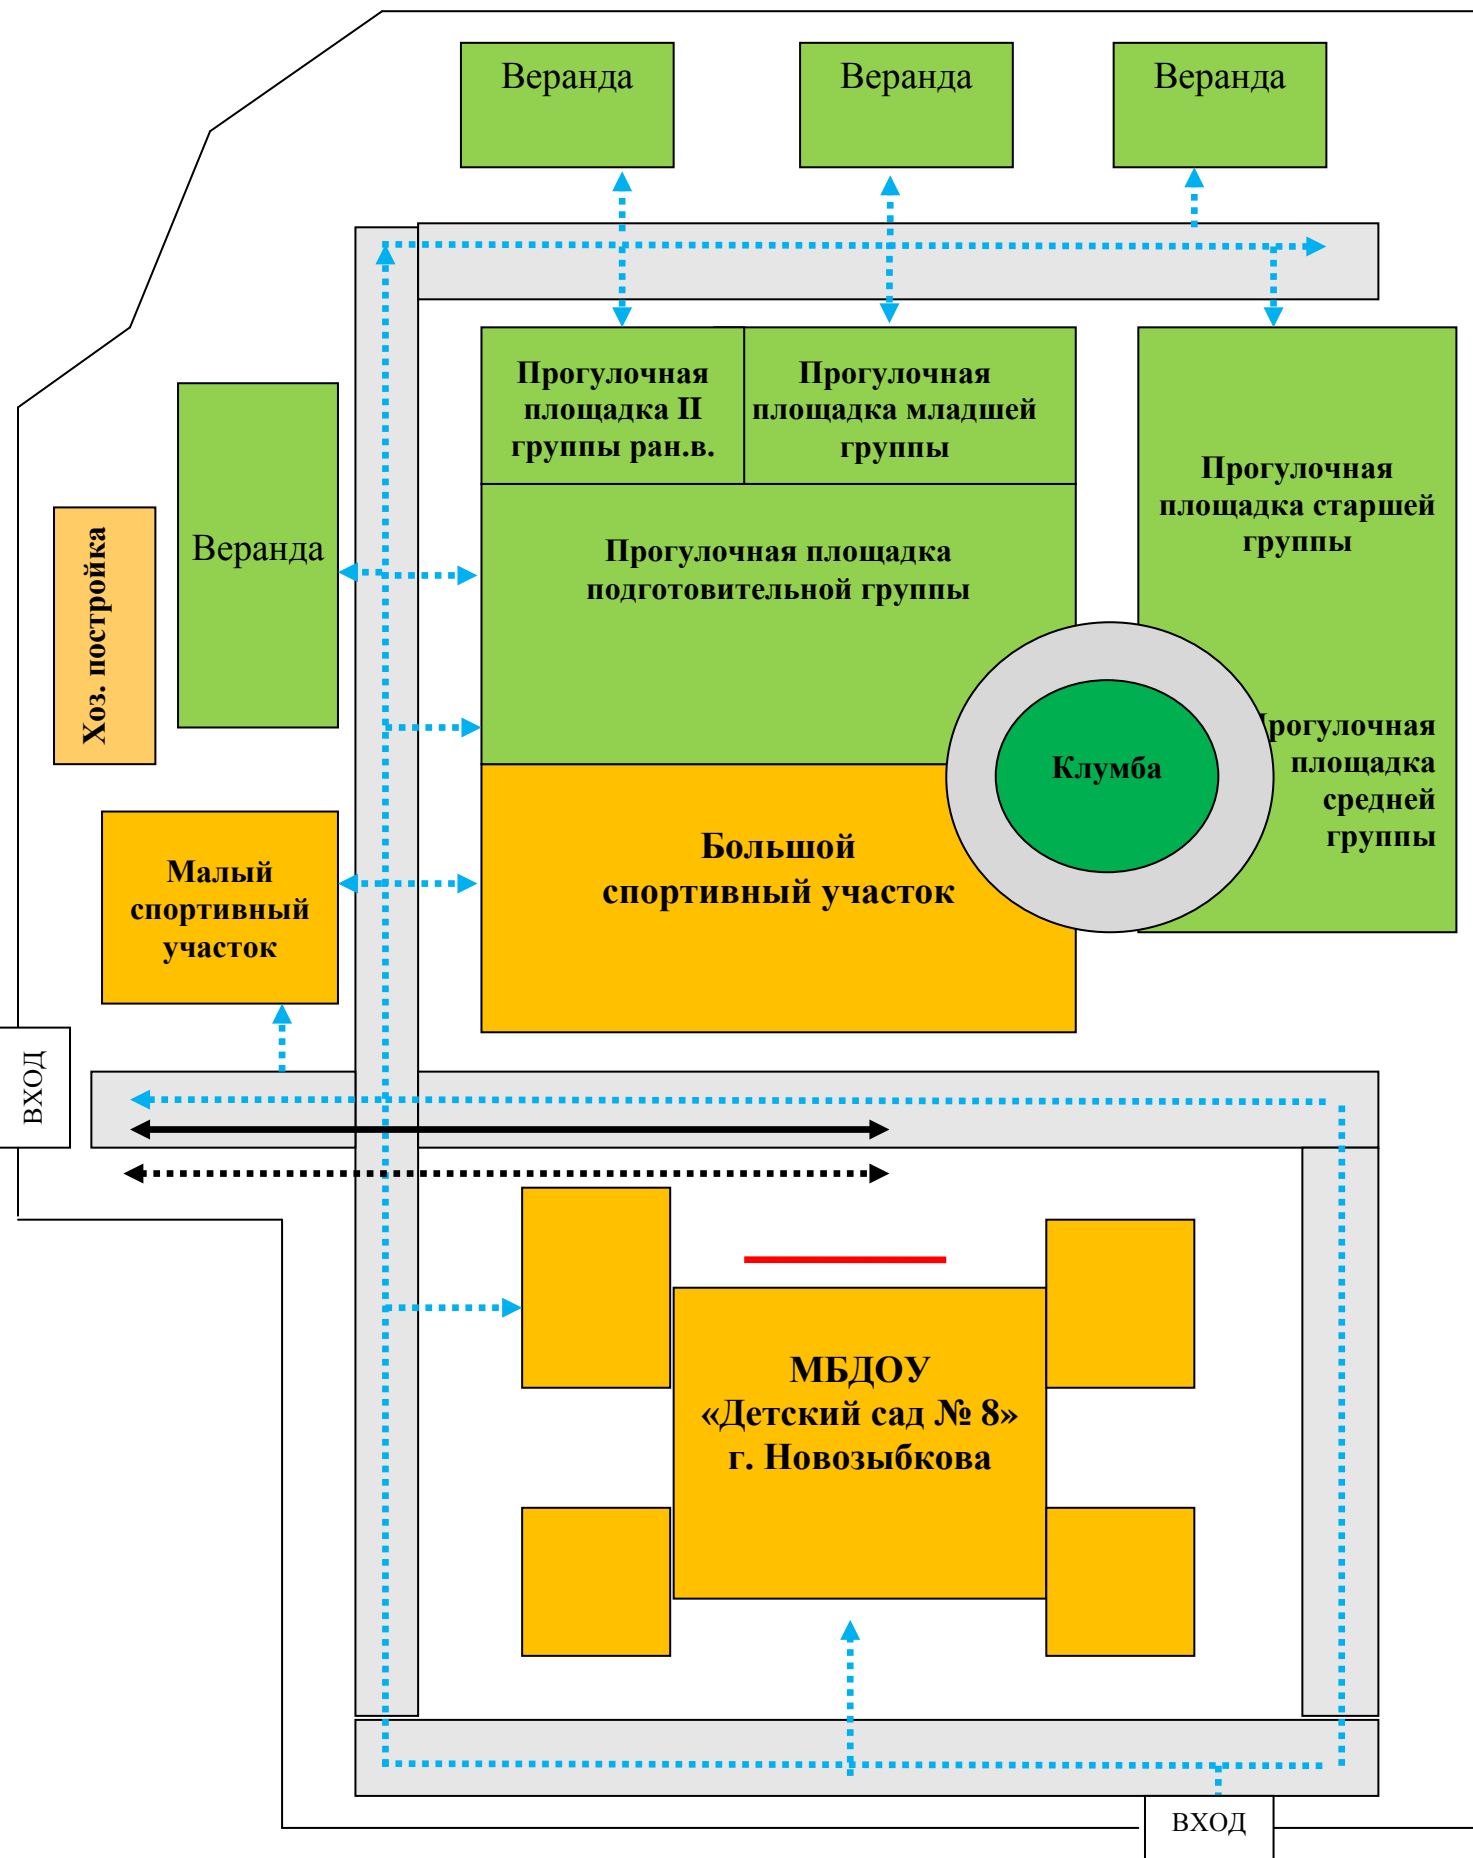 Веранда
Веранда
Веранда
Прогулочная
площадка II
группы ран.в.
Прогулочная
площадка младшей
группы
Прогулочная
площадка старшей
группы
Веранда
Хоз. постройка
Прогулочная площадка
подготовительной группы
рогулочная
площадка
средней
группы
Клумба
Большой
спортивный участок
Малый
спортивный
участок
ВХОД
МБДОУ
«Детский сад № 8»
г. Новозыбкова
ВХОД